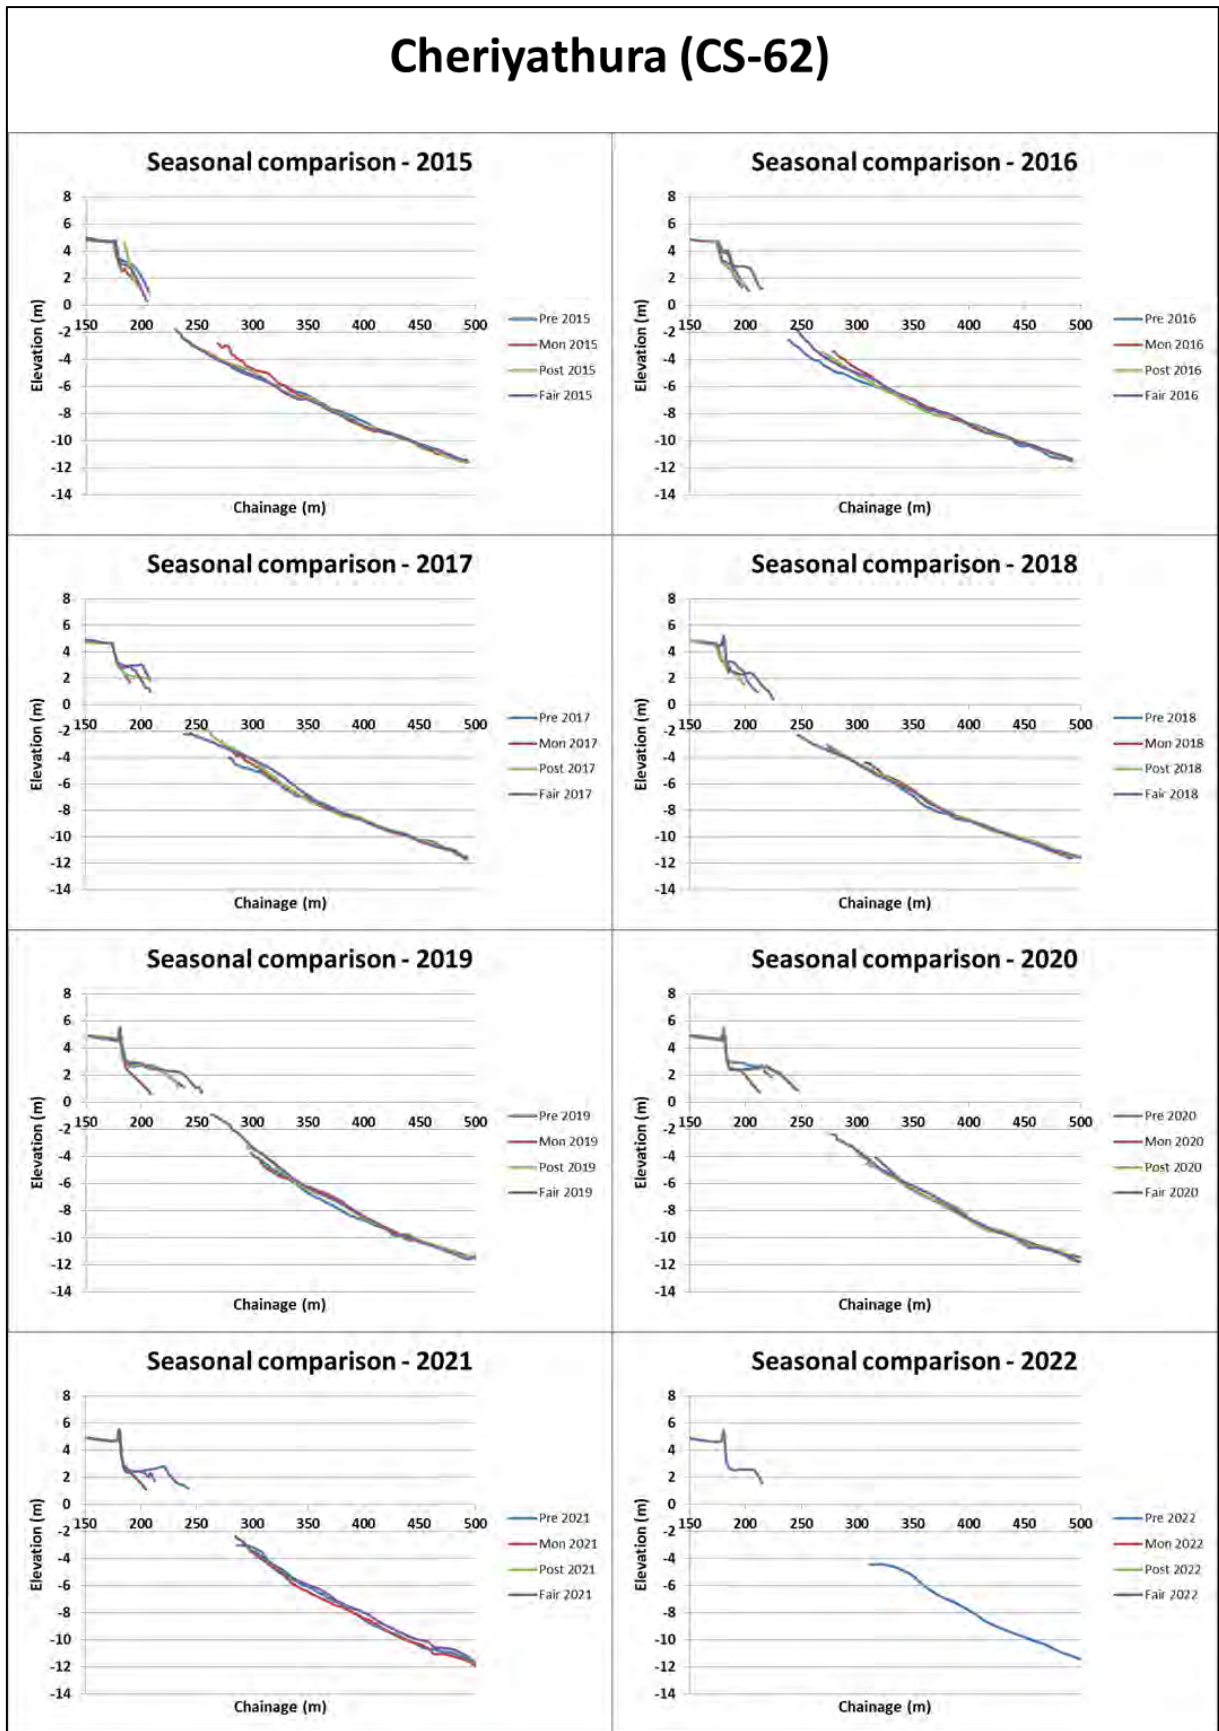 Cheriyathura (CS-62)
Seasonal comparison - 2015
8
6
4
2
0
-2
-4
-6
-8
-10
-12
-14
150 200 250 300 350 400 450 500
Elevation (m)
Chainage (m)
Pre 2015
Mon 2015
Post 2015
Fair 2015
Seasonal comparison - 2016
8
6
4
2
0
-2
-4
-6
-8
-10
-12
-14
150 200 250 300 350 400 450 500
Elevation (m)
Chainage (m)
Pre 2016
Mon 2016
Post 2016
Fair 2016
Seasonal comparison - 2017
8
6
4
2
0
-2
-4
-6
-8
-10
-12
-14
150 200 250 300 350 400 450 500
Elevation (m)
Chainage (m)
Pre 2017
Mon 2017
Post 2017
Fair 2017
Seasonal comparison - 2018
8
6
4
2
0
-2
-4
-6
-8
-10
-12
-14
150 200 250 300 350 400 450 500
Elevation (m)
Chainage (m)
Pre 2018
Mon 2018
Post 2018
Fair 2018
Seasonal comparison - 2019
8
6
4
2
0
-2
-4
-6
-8
-10
-12
-14
150 200 250 300 350 400 450 500
Elevation (m)
Chainage (m)
Pre 2019
Mon 2019
Post 2019
Fair 2019
Seasonal comparison - 2020
8
6
4
2
0
-2
-4
-6
-8
-10
-12
-14
150 200 250 300 350 400 450 500
Elevation (m)
Chainage (m)
Pre 2020
Mon 2020
Post 2020
Fair 2020
Seasonal comparison - 2021
8
6
4
2
0
-2
-4
-6
-8
-10
-12
-14
150 200 250 300 350 400 450 500
Elevation (m)
Chainage (m)
Pre 2021
Mon 2021
Post 2021
Fair 2021
Seasonal comparison - 2022
8
6
4
2
0
-2
-4
-6
-8
-10
-12
-14
150 200 250 300 350 400 450 500
Elevation (m)
Chainage (m)
Pre 2022
Mon 2022
Post 2022
Fair 2022